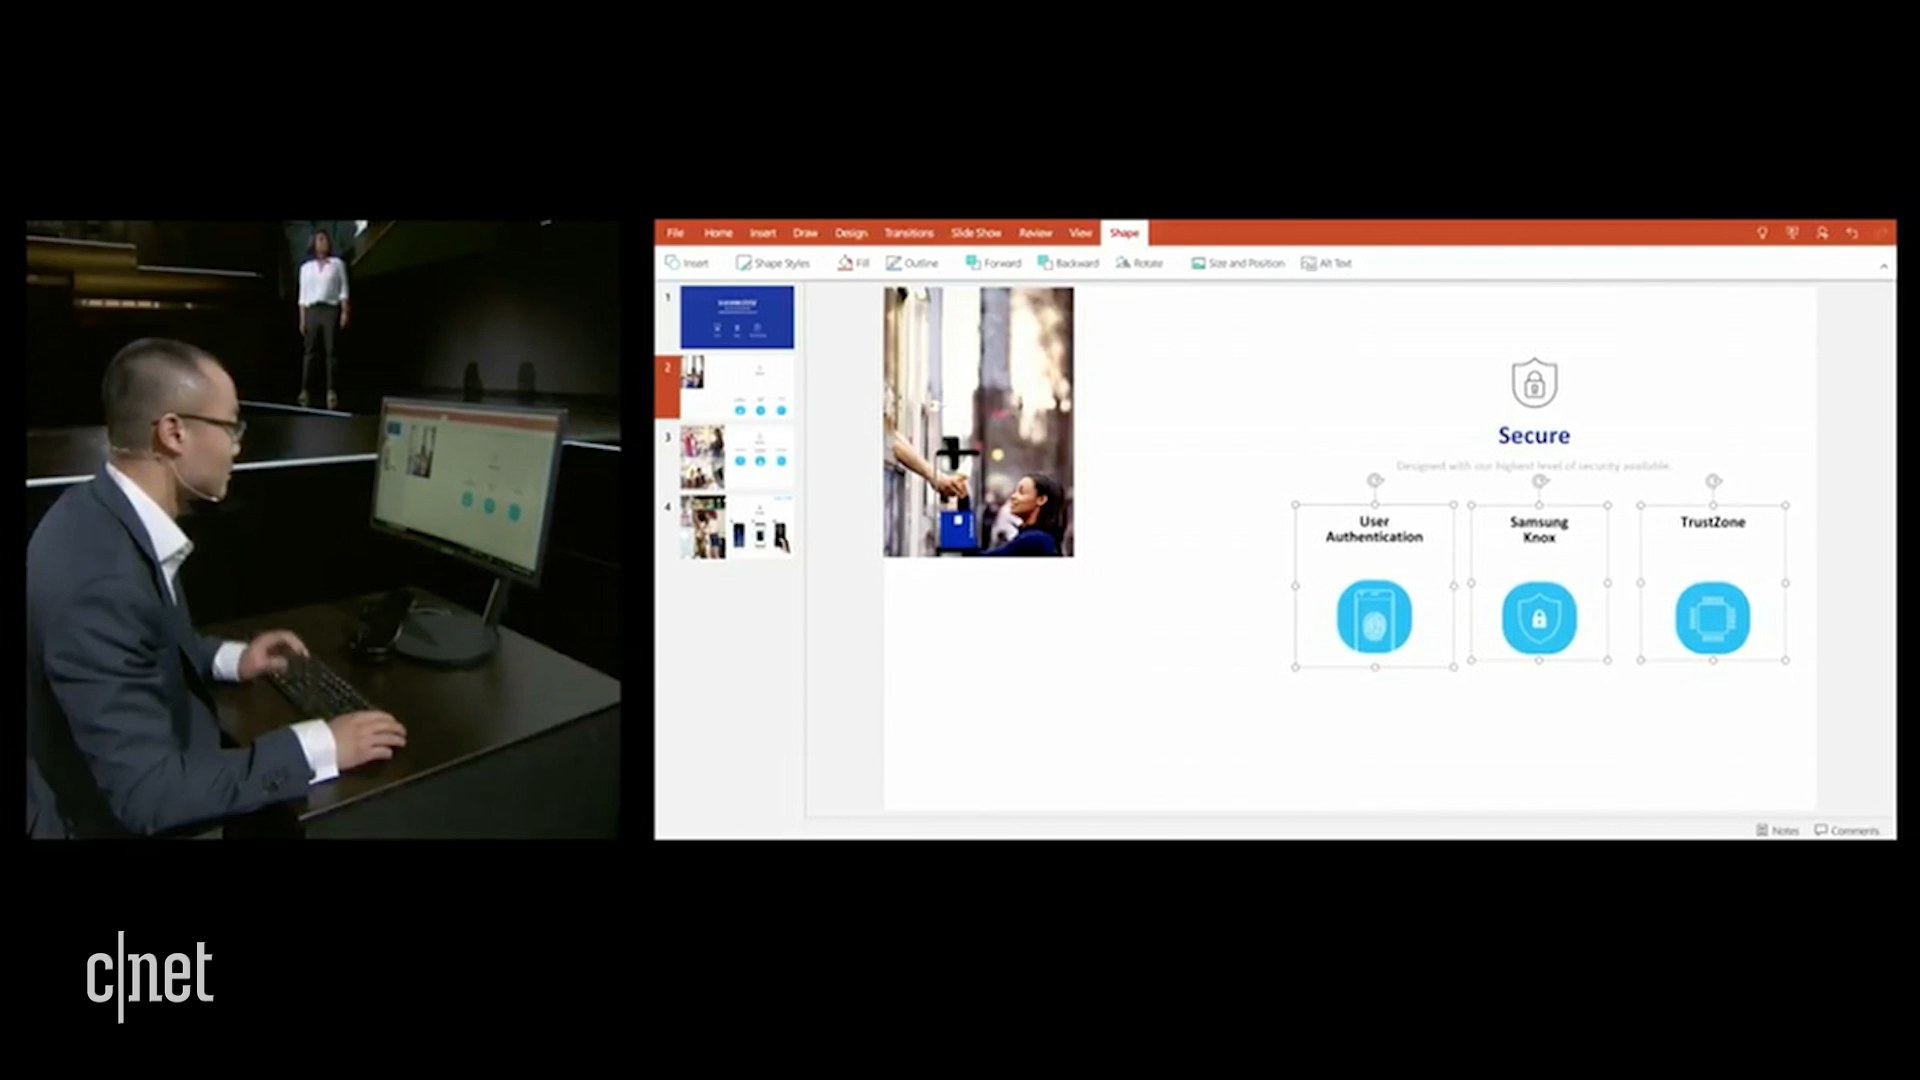 File Home Insert Draw Design Transitions Slide Show Review View Shape
Insert Shape Styles Fill Outline Forward Backward Rotate Size and Position Alt Text
1
2
3
4
Secure
Designed with our highest level of security available.
User
Authentication
Samsung
Knox
TrustZone
Notes Comments
c|net